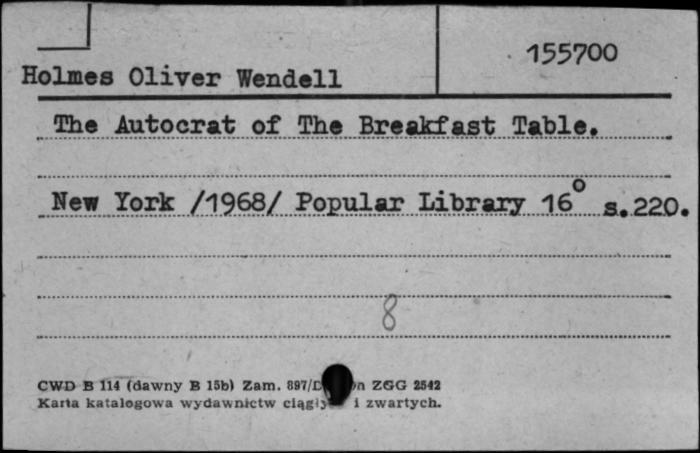 155700
Holmes Oliver Wendell
The Autocrat of The Breakfast Table.
New York /1968/ Popular Library 16° s.220.
8
CWD B 114 (dawny B 15b) Zam. 897/D ZGG 2542
Karta katalogowa wydawnictw i zwartych.